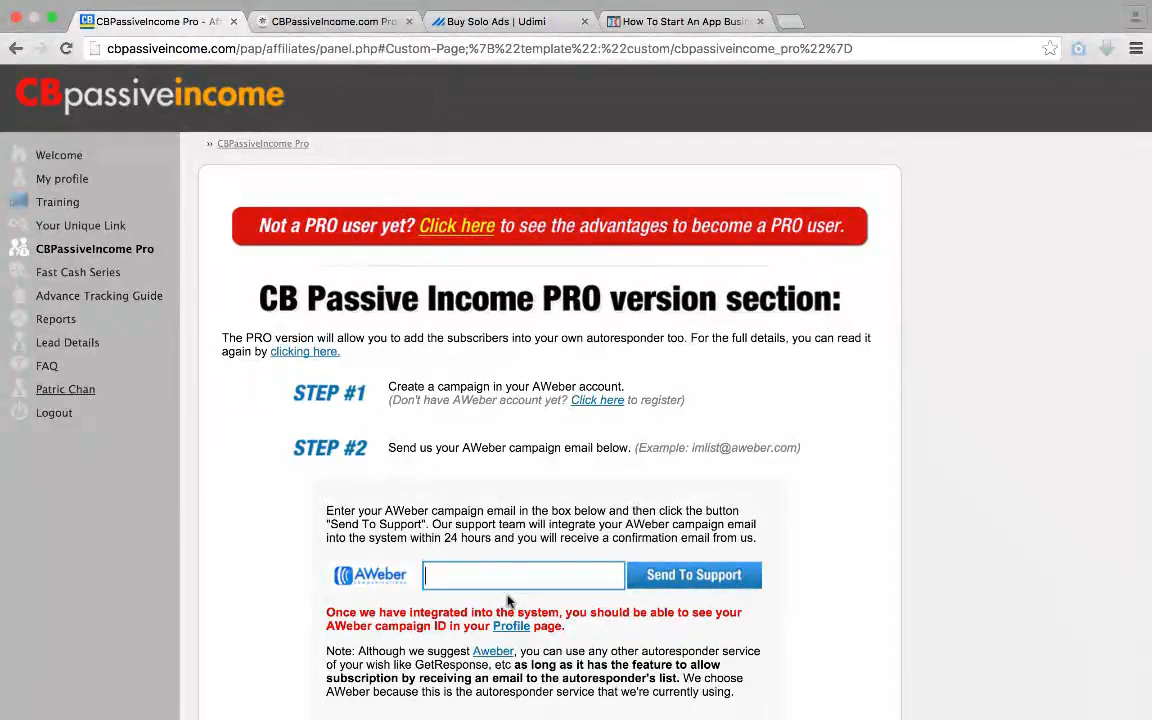 CBPassiveIncome Pro - Af
CBPassiveIncome.com Pro
Buy Solo Ads | Udimi
How To Start An App Busi
cbpassiveincome.com/pap/affiliates/panel.php#Custom-Page;%7B%22template%22:%22custom/cbpassiveincome_pro%22%7D
CBpassiveincome
Welcome
My profile
Training
Your Unique Link
CBPassiveIncome Pro
Fast Cash Series
Advance Tracking Guide
Reports
Lead Details
FAQ
Patric Chan
Logout
›› CBPassiveIncome Pro
Not a PRO user yet? Click here to see the advantages to become a PRO user.
CB Passive Income PRO version section:
The PRO version will allow you to add the subscribers into your own autoresponder too. For the full details, you can read it
again by clicking here.
STEP #1 Create a campaign in your AWeber account.
(Don't have AWeber account yet? Click here to register)
STEP #2 Send us your AWeber campaign email below. (Example: imlist@aweber.com)
Enter your AWeber campaign email in the box below and then click the button
"Send To Support". Our support team will integrate your AWeber campaign email
into the system within 24 hours and you will receive a confirmation email from us.
AWeber
Send To Support
Once we have integrated into the system, you should be able to see your
AWeber campaign ID in your Profile page.
Note: Although we suggest Aweber, you can use any other autoresponder service
of your wish like GetResponse, etc as long as it has the feature to allow
subscription by receiving an email to the autoresponder's list. We choose
AWeber because this is the autoresponder service that we're currently using.